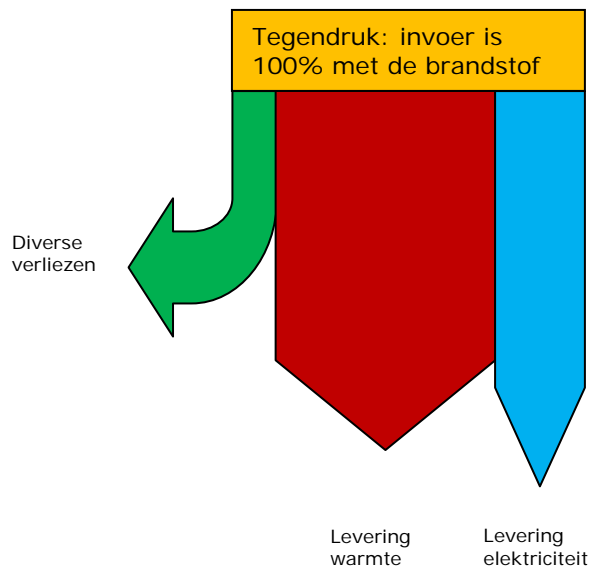 Tegendruk: invoer is
100% met de brandstof
Diverse
verliezen
Levering
warmte
Levering
elektriciteit